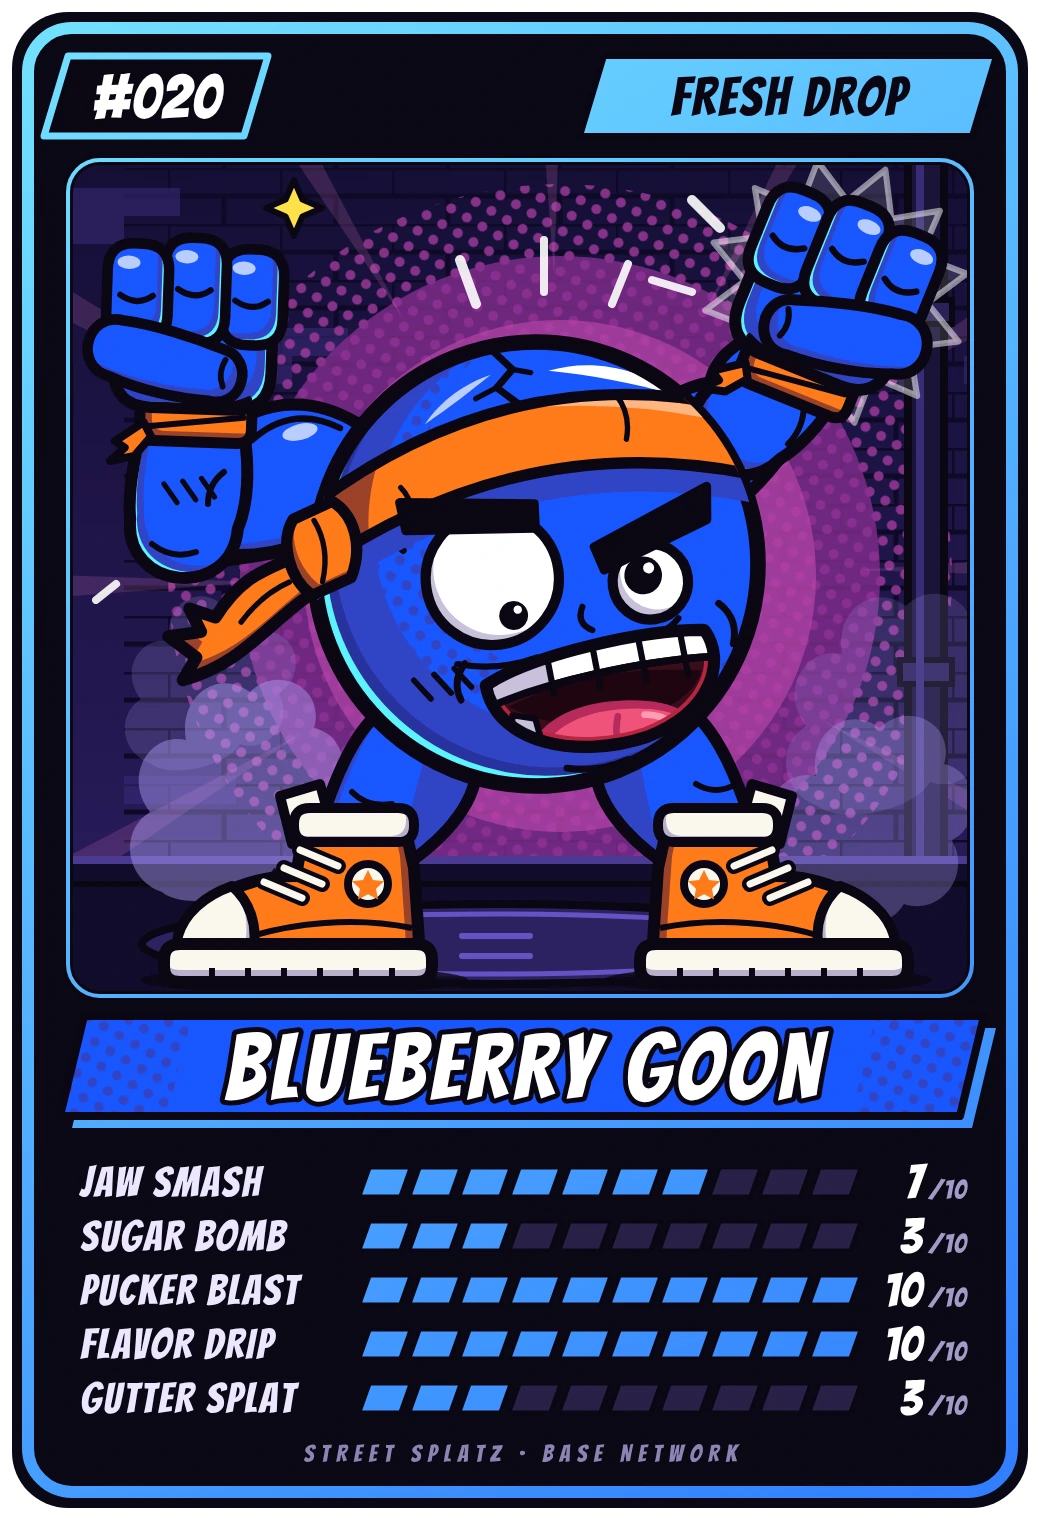 #020
FRESH DROP
BLUEBERRY GOON
JAW SMASH 7/10
SUGAR BOMB 3/10
PUCKER BLAST 10/10
FLAVOR DRIP 10/10
GUTTER SPLAT 3/10
STREET SPLATZ · BASE NETWORK